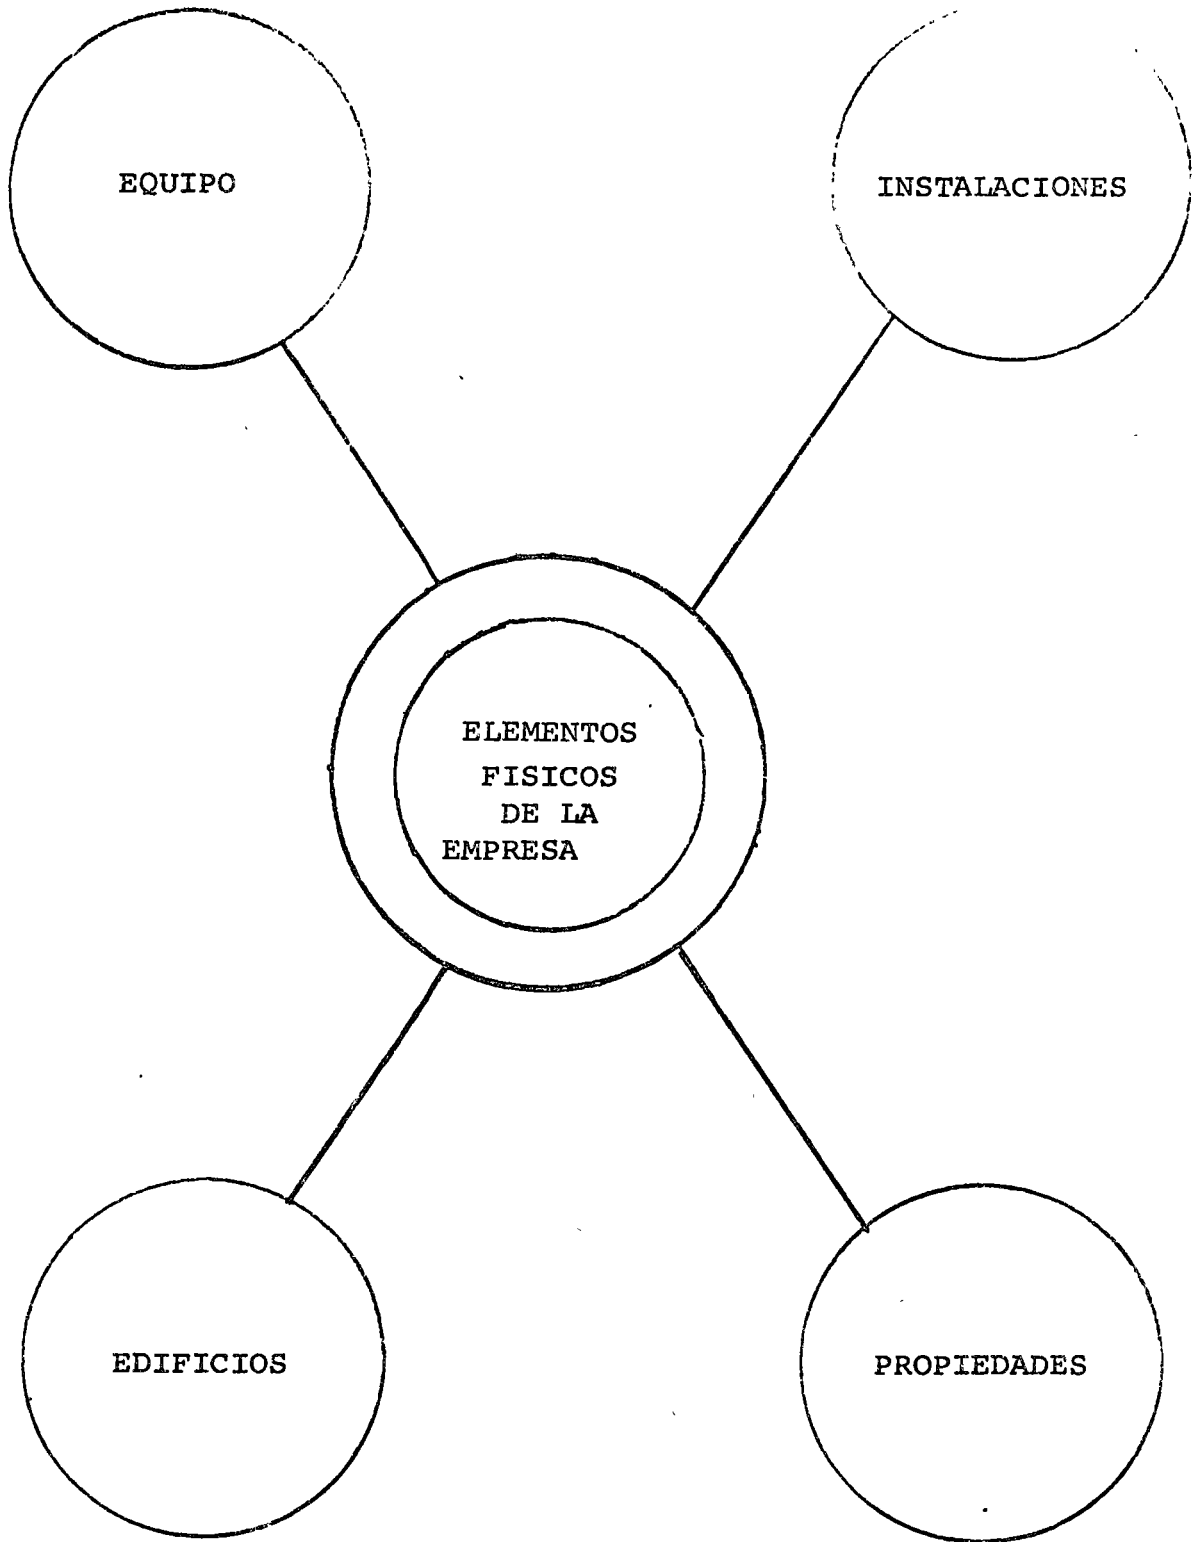 EQUIPO
INSTALACIONES
ELEMENTOS
FISICOS
DE LA
EMPRESA
EDIFICIOS
PROPIEDADES